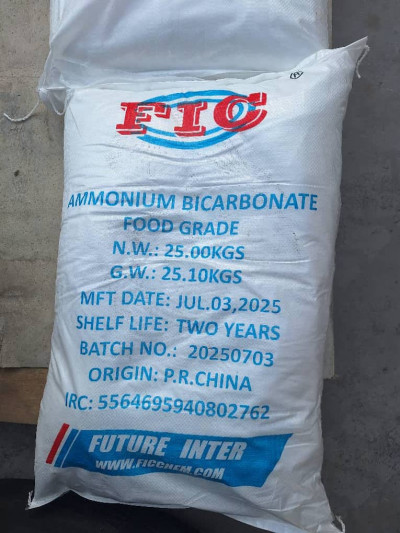 FIC
AMMONIUM BICARBONATE
FOOD GRADE
N.W.: 25.00KGS
G.W.: 25.10KGS
MFT DATE: JUL.03,2025
SHELF LIFE: TWO YEARS
BATCH NO.: 20250703
ORIGIN: P.R.CHINA
IRC: 5564695940802762
FUTURE INTER
WWW.FICCHEM.COM